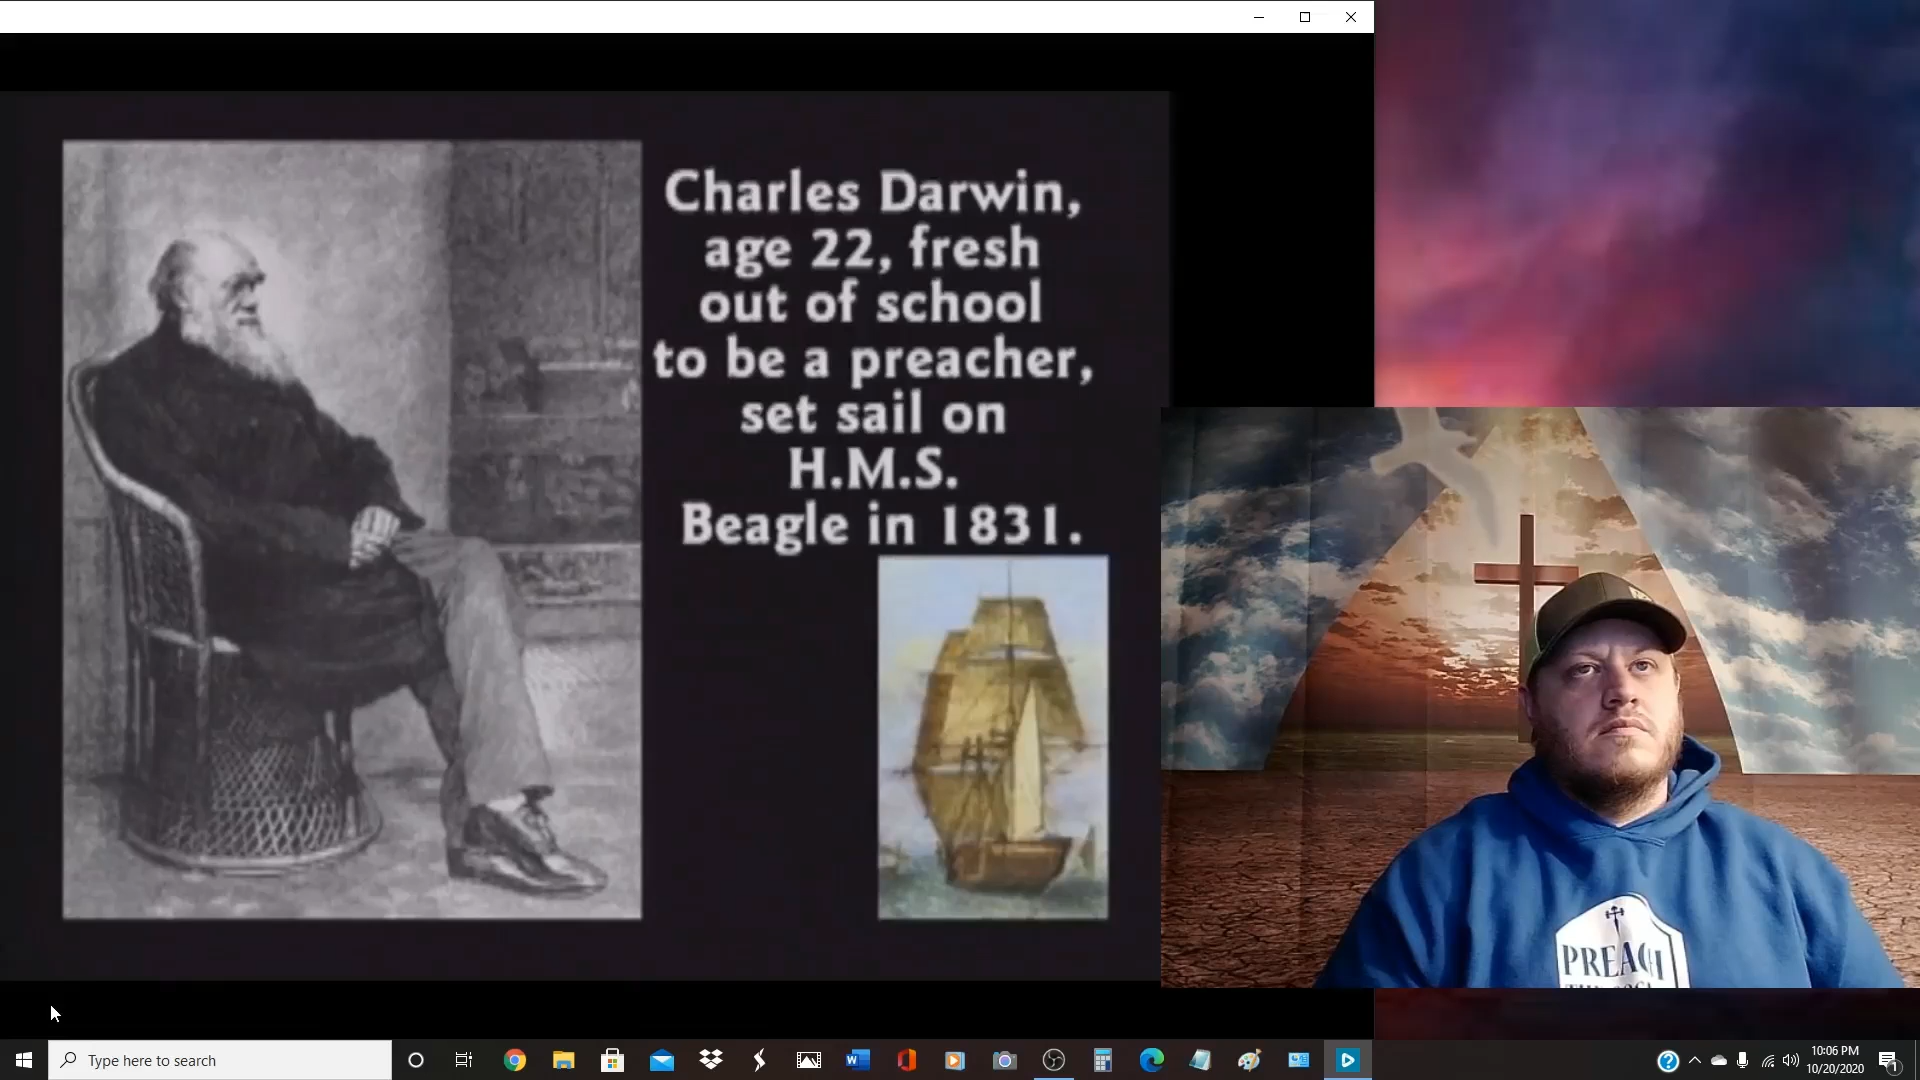 Charles Darwin,
age 22, fresh
out of school
to be a preacher,
set sail on
H.M.S.
Beagle in 1831.
PREACH
Type here to search
10:06 PM
10/20/2020
1